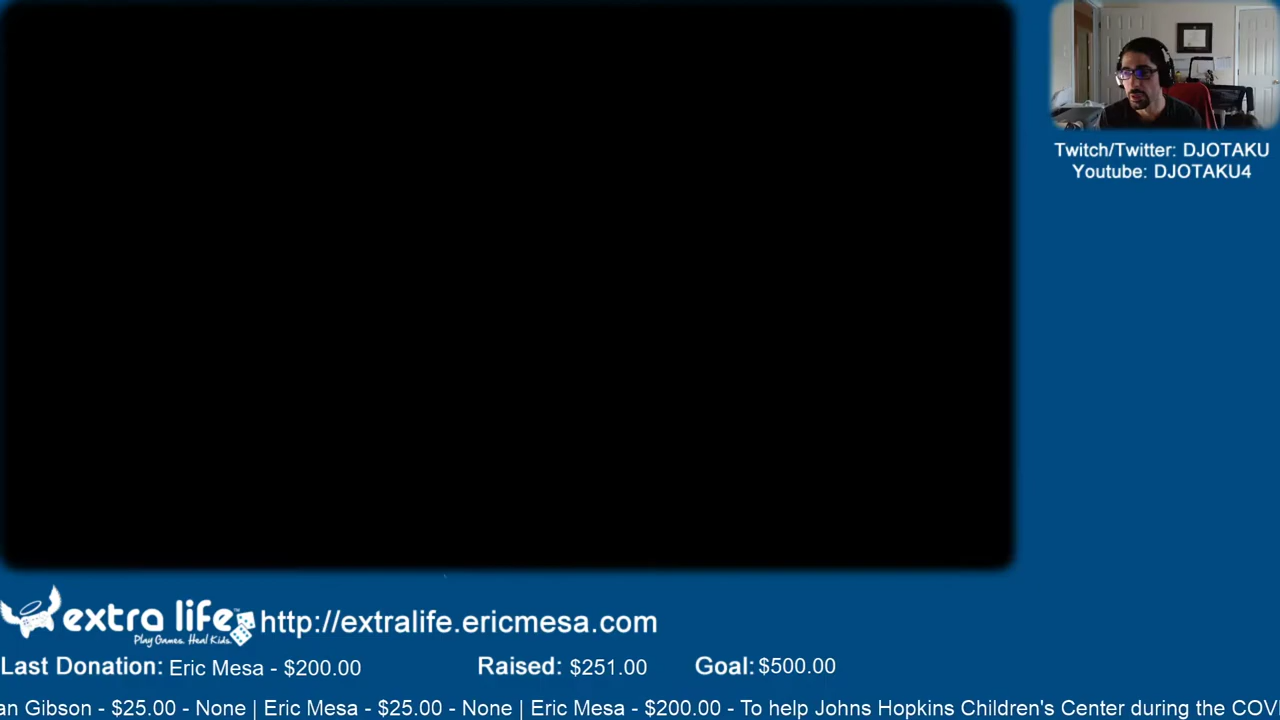 Twitch/Twitter: DJOTAKU
Youtube: DJOTAKU4
extra life
Play Games. Heal Kids.
http://extralife.ericmesa.com
Last Donation: Eric Mesa - $200.00
Raised: $251.00
Goal: $500.00
an Gibson - $25.00 - None | Eric Mesa - $25.00 - None | Eric Mesa - $200.00 - To help Johns Hopkins Children's Center during the COV